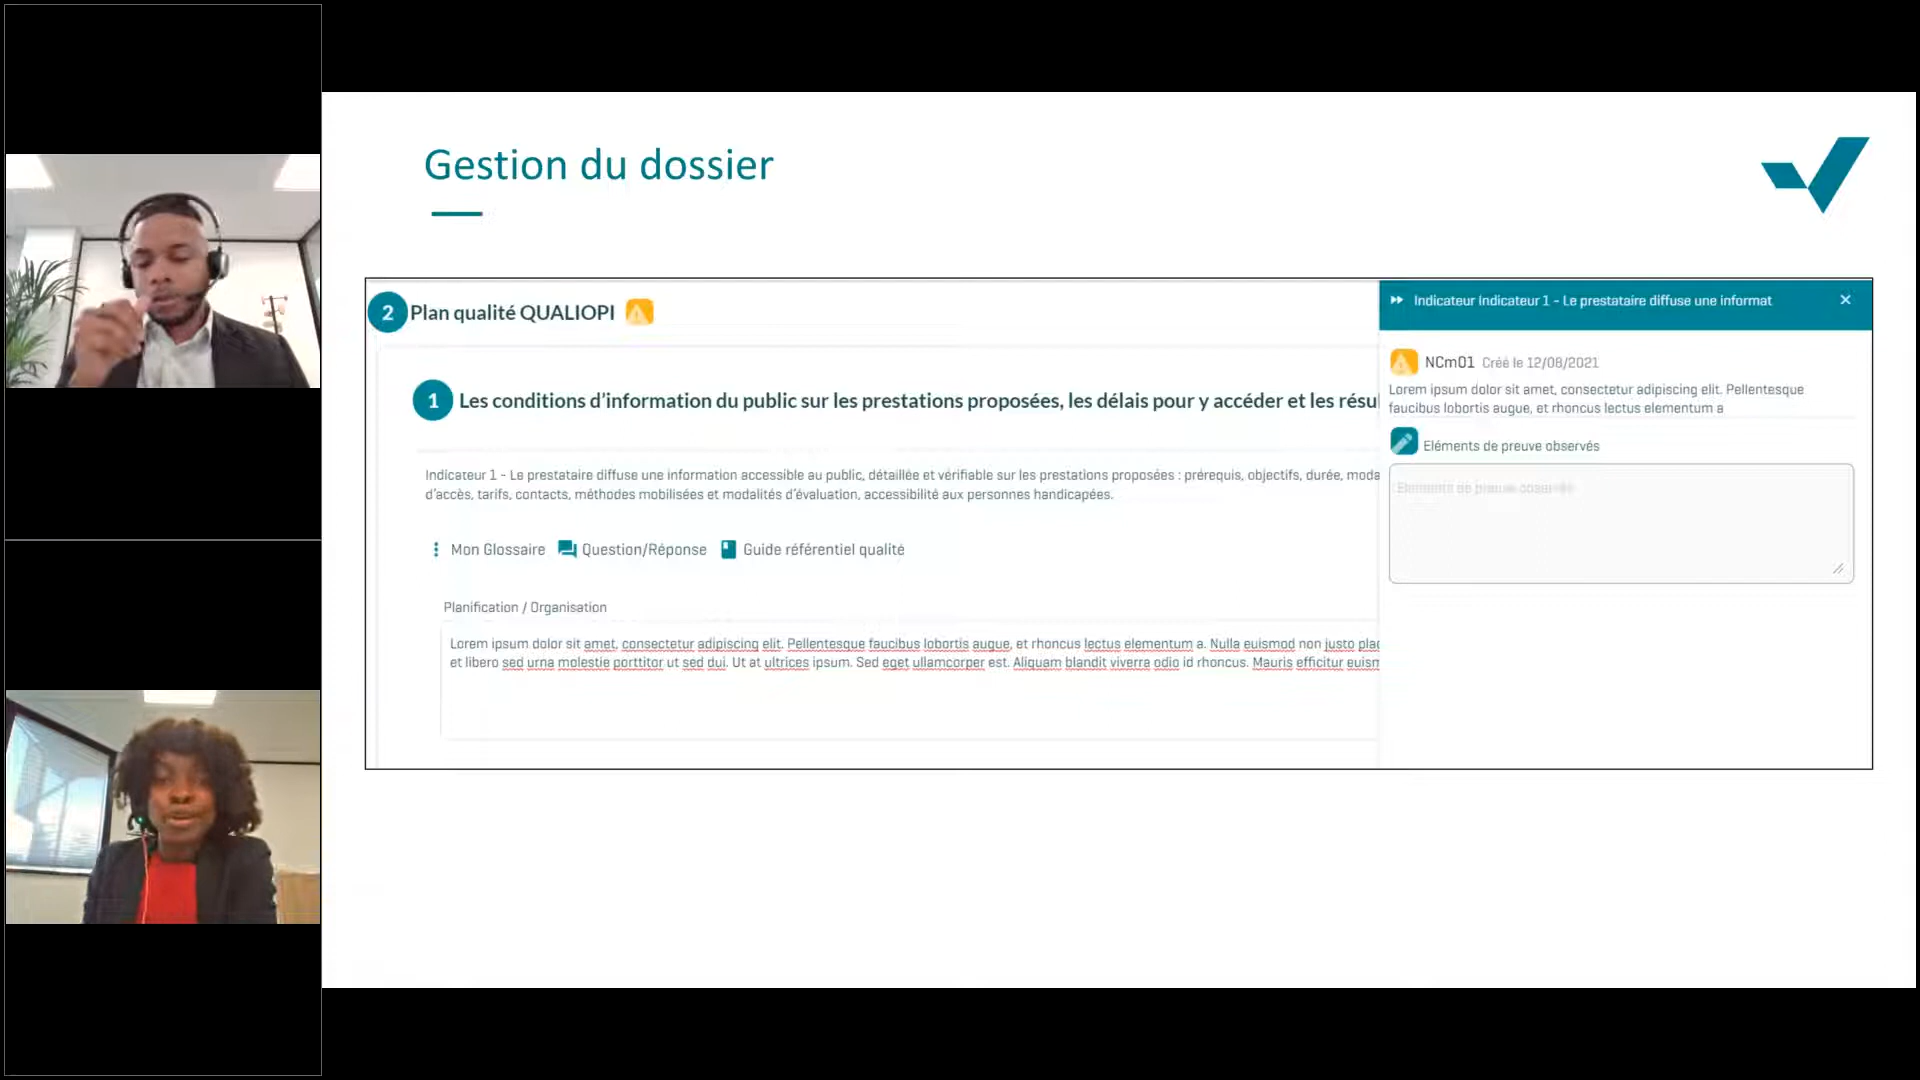 Gestion du dossier
2 Plan qualité QUALIOPI
1 Les conditions d'information du public sur les prestations proposées, les délais pour y accéder et les résul
Indicateur 1 - Le prestataire diffuse une information accessible au public, détaillée et vérifiable sur les prestations proposées : prérequis, objectifs, durée, moda
d'accès, tarifs, contacts, méthodes mobilisées et modalités d'évaluation, accessibilité aux personnes handicapées.
Mon Glossaire Question/Réponse Guide référentiel qualité
Planification / Organisation
Lorem ipsum dolor sit amet, consectetur adipiscing elit. Pellentesque faucibus lobortis augue, et rhoncus lectus elementum a. Nulla euismod non justo plac
et libero sed urna molestie porttitor ut sed dui. Ut at ultrices ipsum. Sed eget ullamcorper est. Aliquam blandit viverra odio id rhoncus. Mauris efficitur euism
Indicateur Indicateur 1 - Le prestataire diffuse une informat
NCm01 Créé le 12/08/2021
Lorem ipsum dolor sit amet, consectetur adipiscing elit. Pellentesque
faucibus lobortis augue, et rhoncus lectus elementum a
Eléments de preuve observés
Eléments de preuve observés